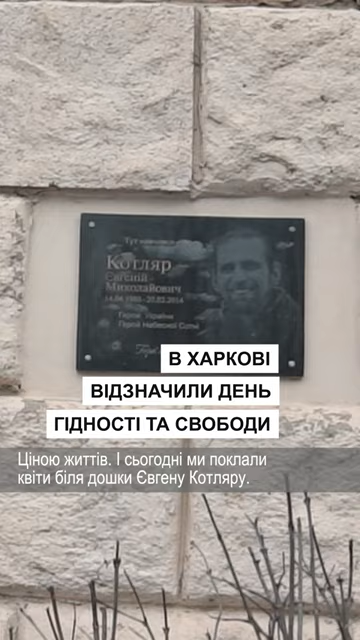 Котляр
Євгеній
Миколайович
Герой України
Герой Небесної Сотні
В ХАРКОВІ
ВІДЗНАЧИЛИ ДЕНЬ
ГІДНОСТІ ТА СВОБОДИ
Ціною життів. І сьогодні ми поклали
квіти біля дошки Євгену Котляру.